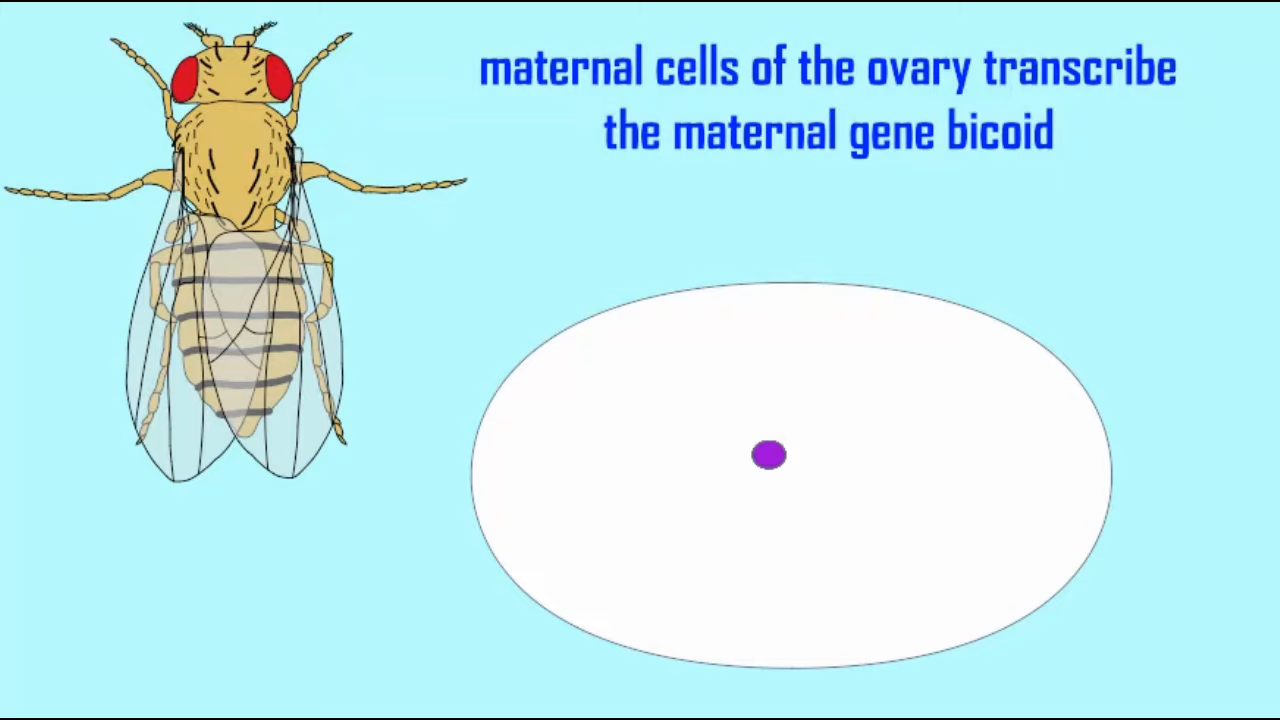 maternal cells of the ovary transcribe
the maternal gene bicoid